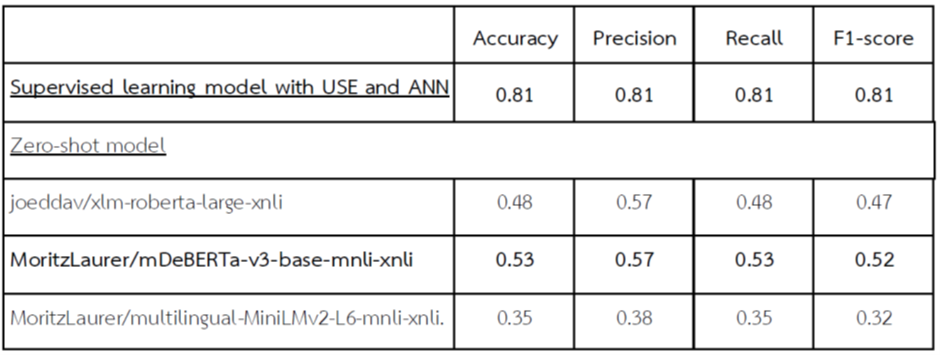 Accuracy Precision Recall F1-score
Supervised learning model with USE and ANN 0.81 0.81 0.81 0.81
Zero-shot model
joeddav/xlm-roberta-large-xnli 0.48 0.57 0.48 0.47
MoritzLaurer/mDeBERTa-v3-base-mnli-xnli 0.53 0.57 0.53 0.52
MoritzLaurer/multilingual-MiniLMv2-L6-mnli-xnli. 0.35 0.38 0.35 0.32